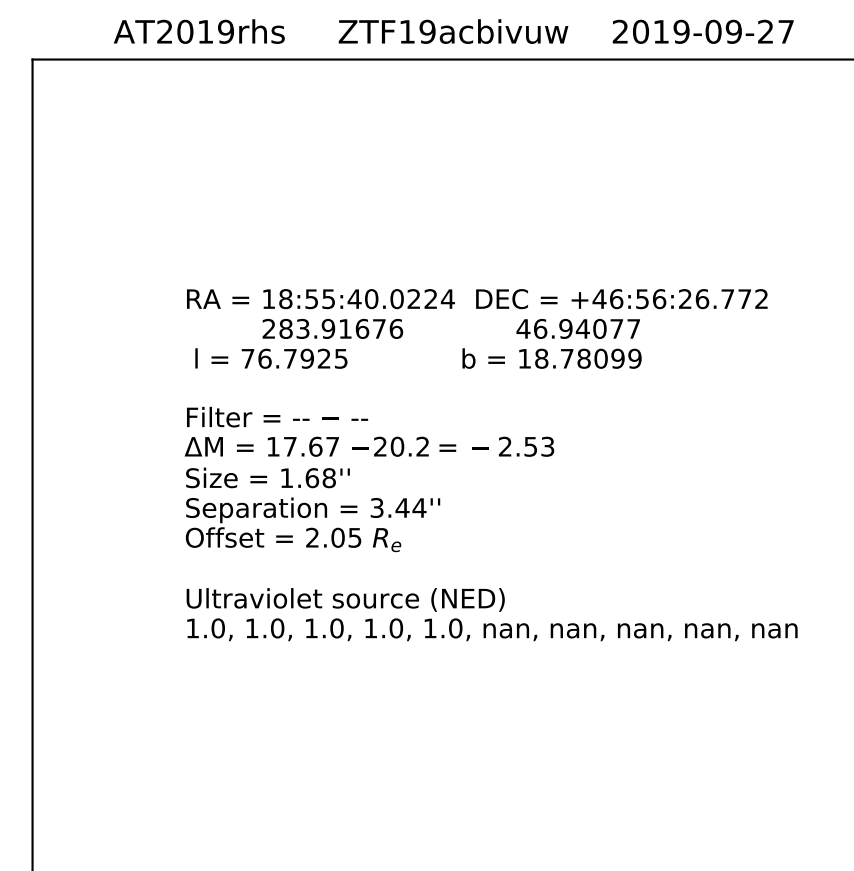 AT2019rhs ZTF19acbivuw 2019-09-27
RA = 18:55:40.0224 DEC = +46:56:26.772
283.91676 46.94077
l = 76.7925 b = 18.78099
Filter = -- − --
ΔM = 17.67 −20.2 = − 2.53
Size = 1.68''
Separation = 3.44''
Offset = 2.05 Rₑ
Ultraviolet source (NED)
1.0, 1.0, 1.0, 1.0, 1.0, nan, nan, nan, nan, nan